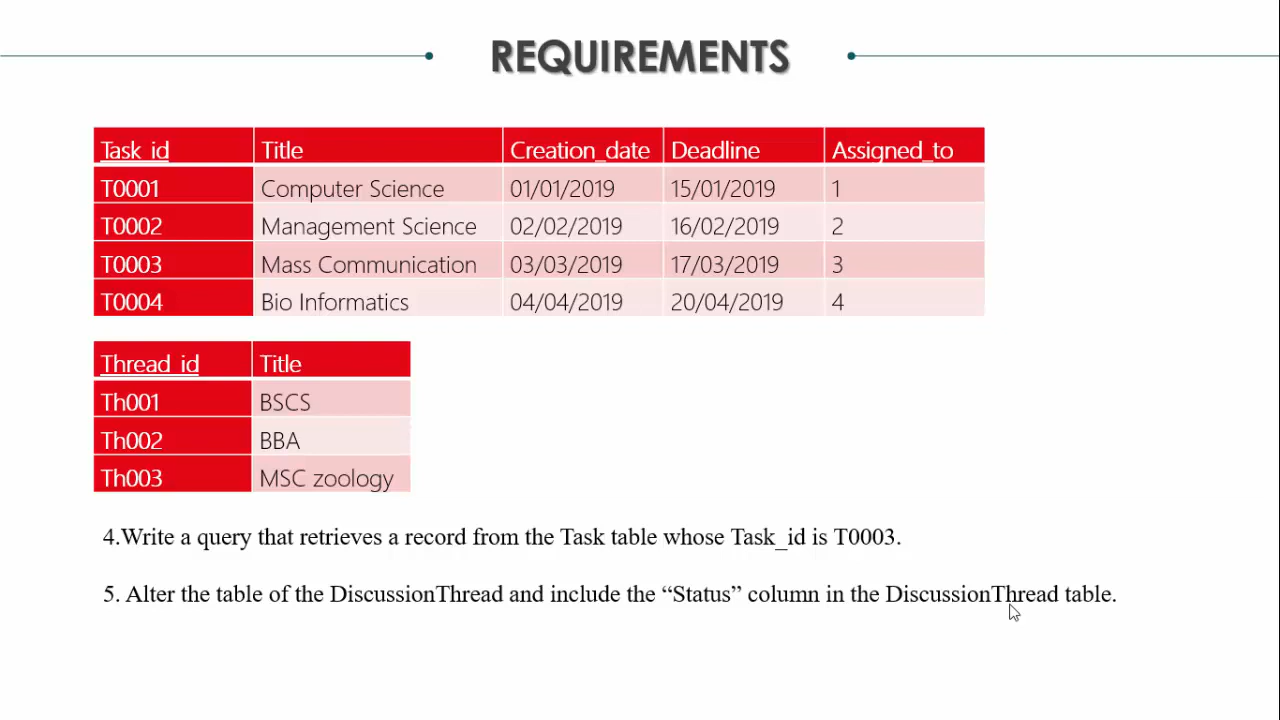 REQUIREMENTS
Task_id Title Creation_date Deadline Assigned_to
T0001 Computer Science 01/01/2019 15/01/2019 1
T0002 Management Science 02/02/2019 16/02/2019 2
T0003 Mass Communication 03/03/2019 17/03/2019 3
T0004 Bio Informatics 04/04/2019 20/04/2019 4
Thread_id Title
Th001 BSCS
Th002 BBA
Th003 MSC zoology
4.Write a query that retrieves a record from the Task table whose Task_id is T0003.
5. Alter the table of the DiscussionThread and include the “Status” column in the DiscussionThread table.